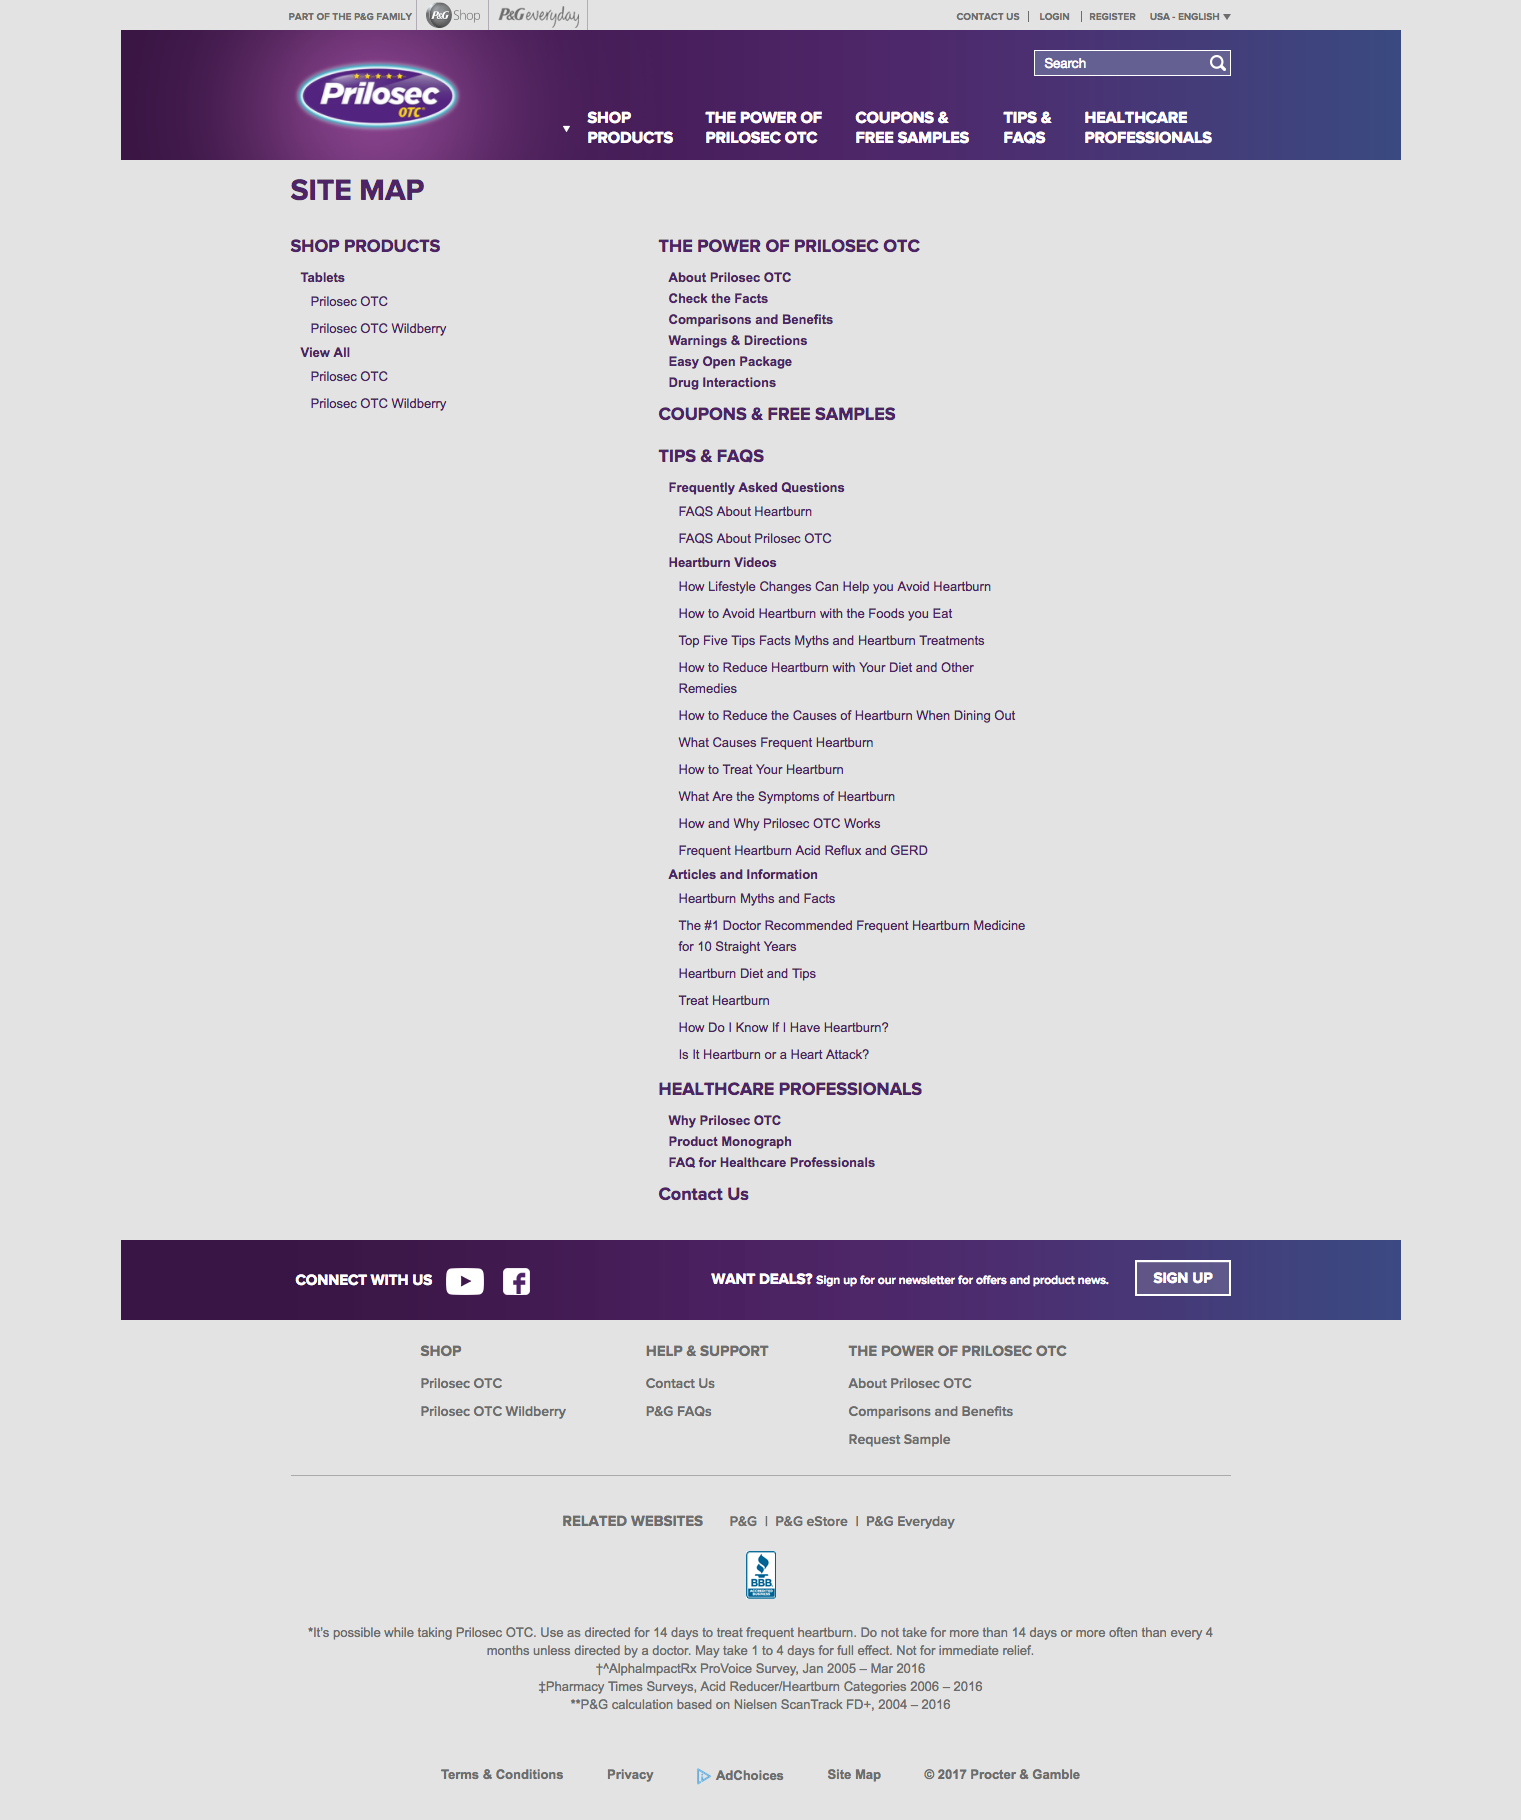 PART OF THE P&G FAMILY P&G Shop P&G everyday CONTACT US | LOGIN | REGISTER USA - ENGLISH
Search
Prilosec
OTC
SHOP PRODUCTS
THE POWER OF PRILOSEC OTC
COUPONS & FREE SAMPLES
TIPS & FAQS
HEALTHCARE PROFESSIONALS
SITE MAP
SHOP PRODUCTS
Tablets
Prilosec OTC
Prilosec OTC Wildberry
View All
Prilosec OTC
Prilosec OTC Wildberry
THE POWER OF PRILOSEC OTC
About Prilosec OTC
Check the Facts
Comparisons and Benefits
Warnings & Directions
Easy Open Package
Drug Interactions
COUPONS & FREE SAMPLES
TIPS & FAQS
Frequently Asked Questions
FAQS About Heartburn
FAQS About Prilosec OTC
Heartburn Videos
How Lifestyle Changes Can Help you Avoid Heartburn
How to Avoid Heartburn with the Foods you Eat
Top Five Tips Facts Myths and Heartburn Treatments
How to Reduce Heartburn with Your Diet and Other
Remedies
How to Reduce the Causes of Heartburn When Dining Out
What Causes Frequent Heartburn
How to Treat Your Heartburn
What Are the Symptoms of Heartburn
How and Why Prilosec OTC Works
Frequent Heartburn Acid Reflux and GERD
Articles and Information
Heartburn Myths and Facts
The #1 Doctor Recommended Frequent Heartburn Medicine
for 10 Straight Years
Heartburn Diet and Tips
Treat Heartburn
How Do I Know If I Have Heartburn?
Is It Heartburn or a Heart Attack?
HEALTHCARE PROFESSIONALS
Why Prilosec OTC
Product Monograph
FAQ for Healthcare Professionals
Contact Us
CONNECT WITH US
WANT DEALS? Sign up for our newsletter for offers and product news. SIGN UP
SHOP
Prilosec OTC
Prilosec OTC Wildberry
HELP & SUPPORT
Contact Us
P&G FAQs
THE POWER OF PRILOSEC OTC
About Prilosec OTC
Comparisons and Benefits
Request Sample
RELATED WEBSITES P&G | P&G eStore | P&G Everyday
BBB
ACCREDITED
BUSINESS
*It's possible while taking Prilosec OTC. Use as directed for 14 days to treat frequent heartburn. Do not take for more than 14 days or more often than every 4
months unless directed by a doctor. May take 1 to 4 days for full effect. Not for immediate relief.
†^AlphaImpactRx ProVoice Survey, Jan 2005 – Mar 2016
‡Pharmacy Times Surveys, Acid Reducer/Heartburn Categories 2006 – 2016
**P&G calculation based on Nielsen ScanTrack FD+, 2004 – 2016
Terms & Conditions Privacy AdChoices Site Map © 2017 Procter & Gamble